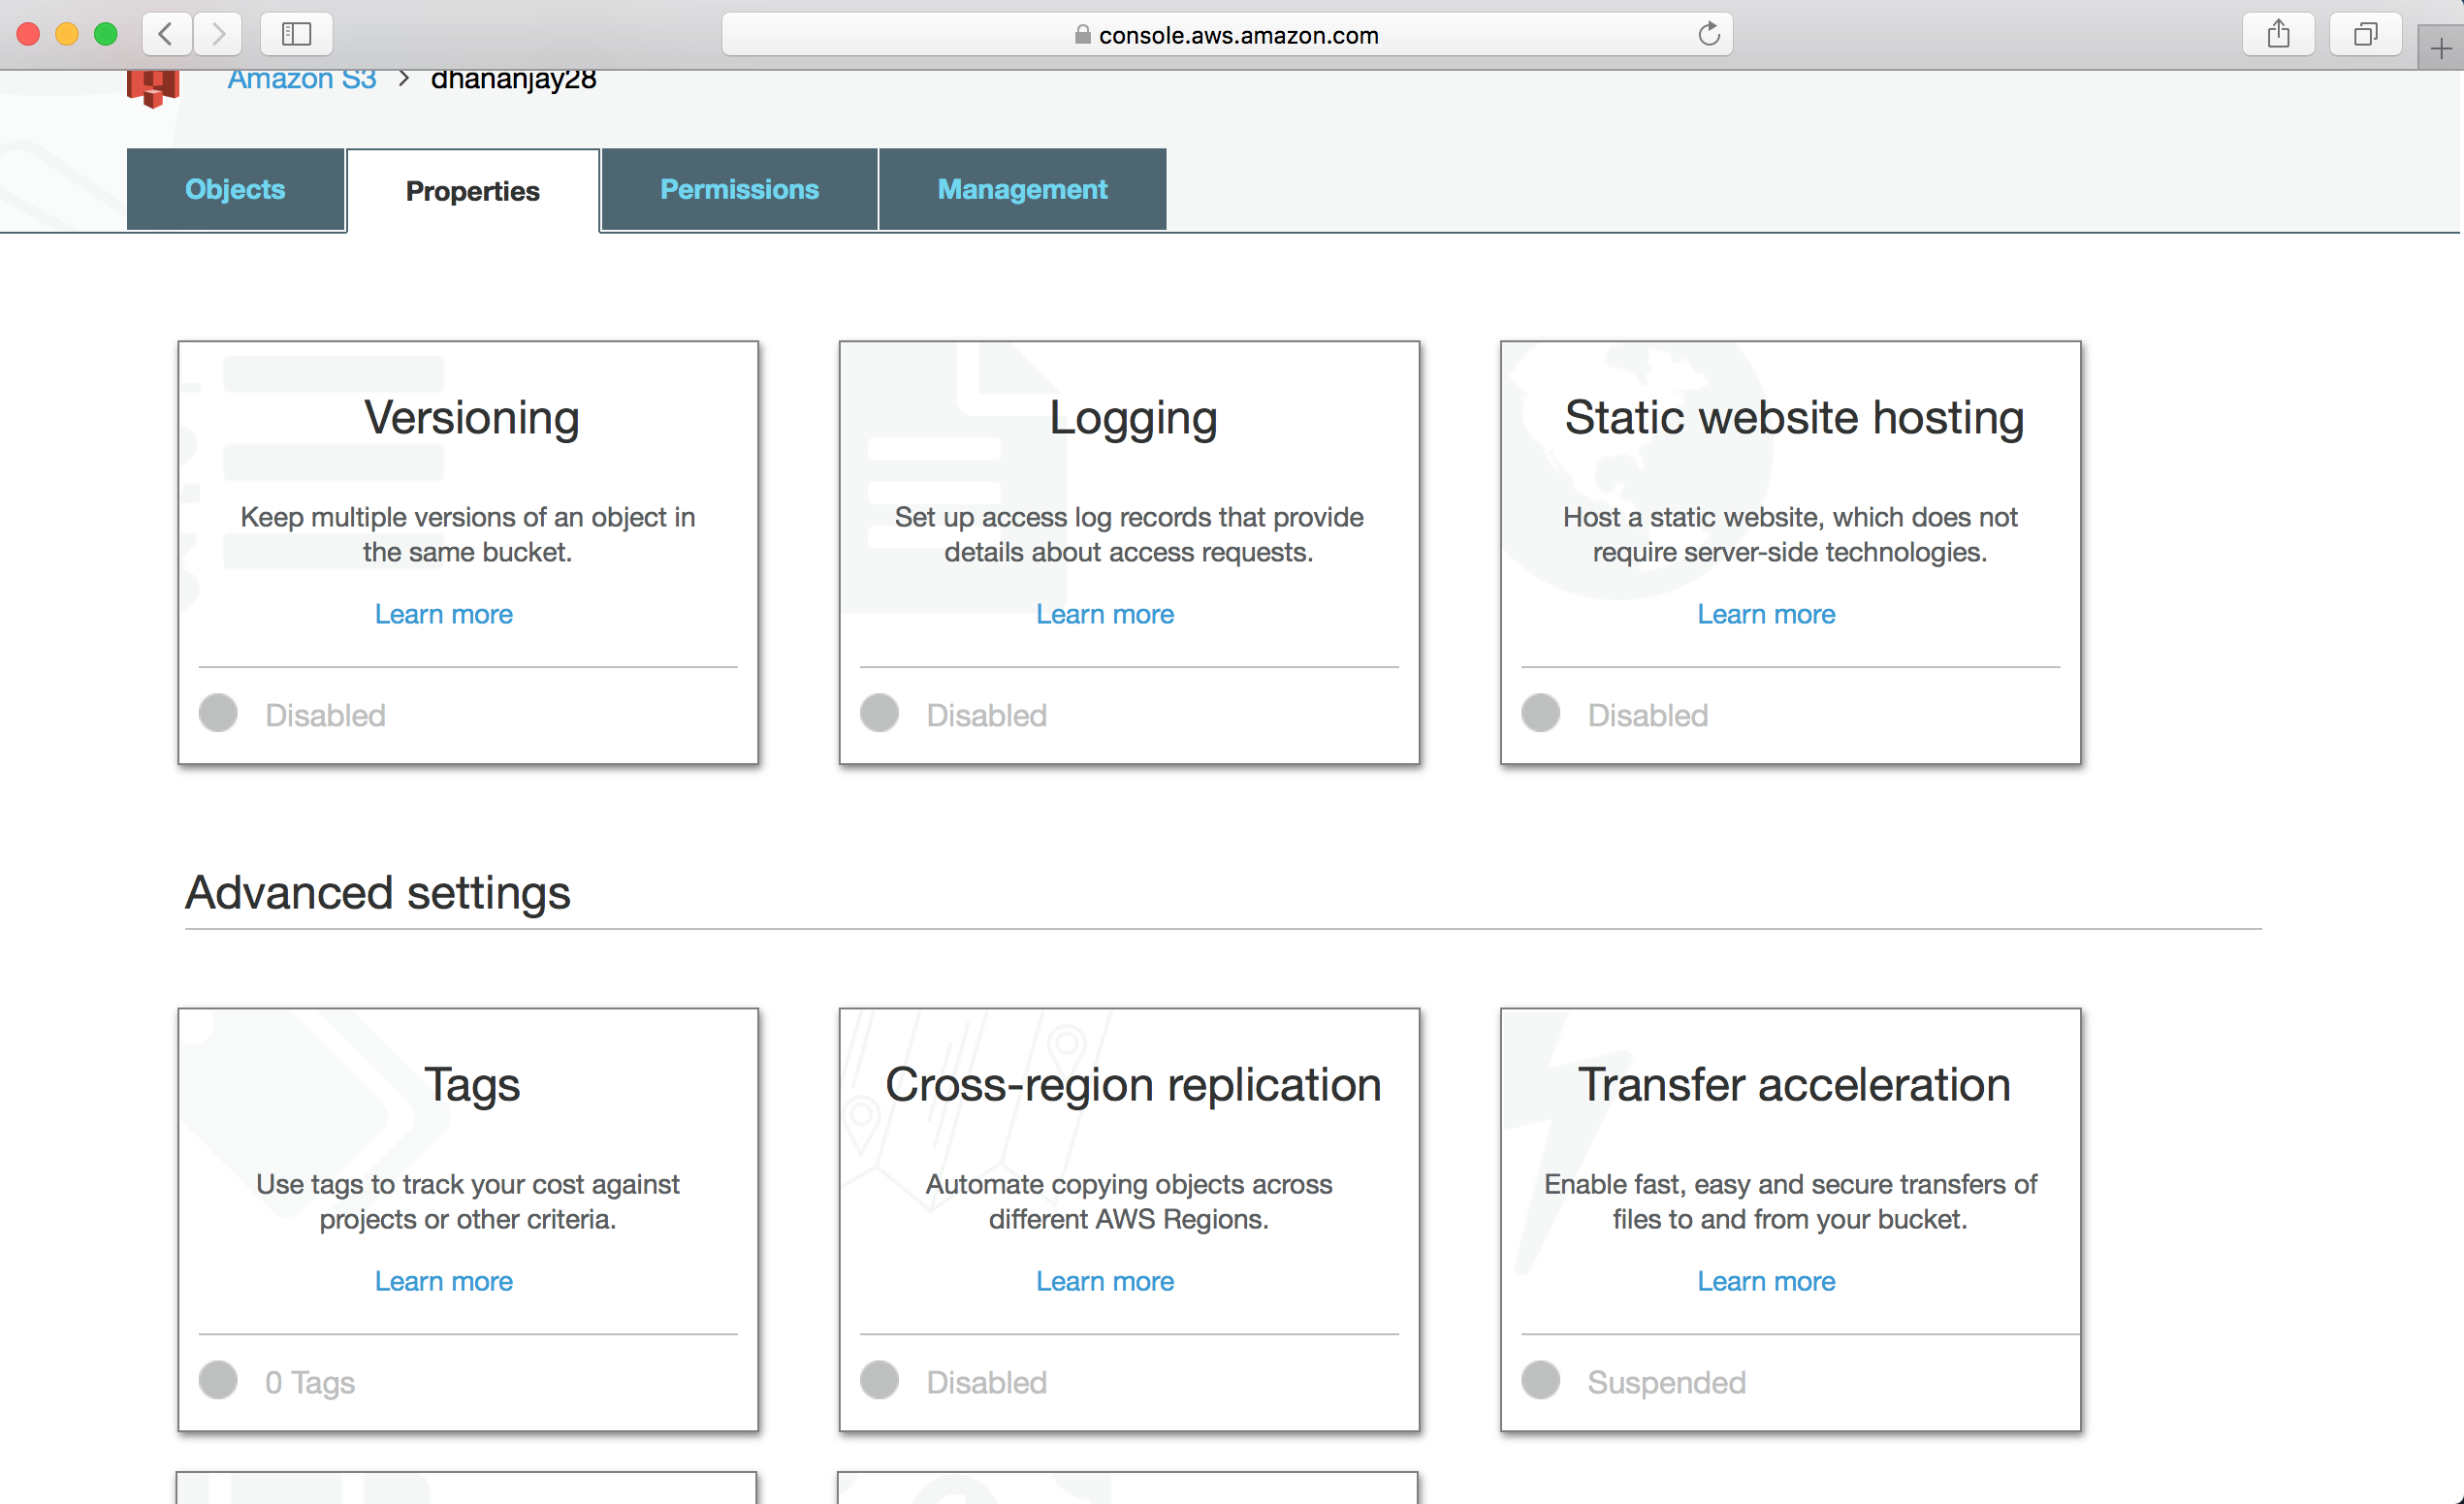 console.aws.amazon.com
Amazon S3 > dhananjay28
Objects Properties Permissions Management
Versioning
Keep multiple versions of an object in
the same bucket.
Learn more
Disabled
Logging
Set up access log records that provide
details about access requests.
Learn more
Disabled
Static website hosting
Host a static website, which does not
require server-side technologies.
Learn more
Disabled
Advanced settings
Tags
Use tags to track your cost against
projects or other criteria.
Learn more
0 Tags
Cross-region replication
Automate copying objects across
different AWS Regions.
Learn more
Disabled
Transfer acceleration
Enable fast, easy and secure transfers of
files to and from your bucket.
Learn more
Suspended